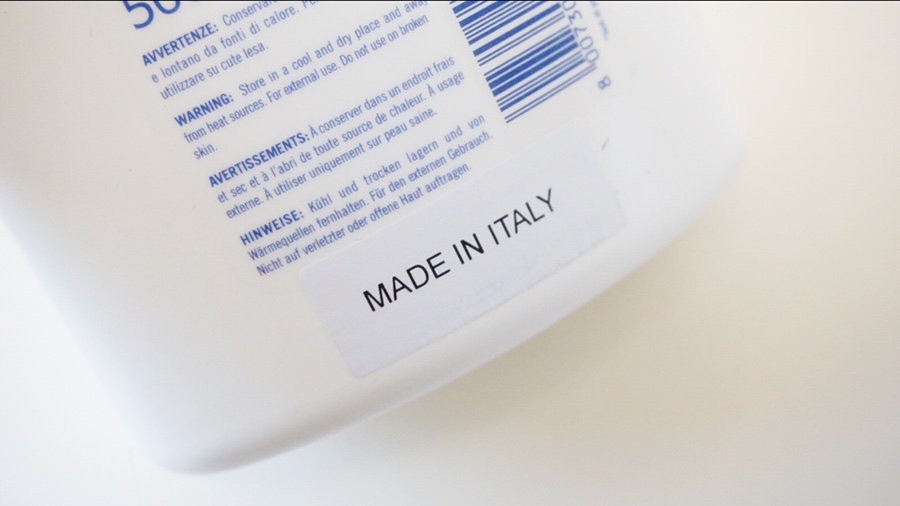 AVVERTENZE: Conservare
e lontano da fonti di calore. Per
utilizzare su cute lesa.
WARNING: Store in a cool and dry place and away
from heat sources. For external use. Do not use on broken
skin.
AVERTISSEMENTS: À conserver dans un endroit frais
et sec et à l'abri de toute source de chaleur. À usage
externe. À utiliser uniquement sur peau saine.
HINWEISE: Kühl und trocken lagern und von
Wärmequellen fernhalten. Für den externen Gebrauch.
Nicht auf verletzter oder offene Haut auftragen.
8 00730
MADE IN ITALY